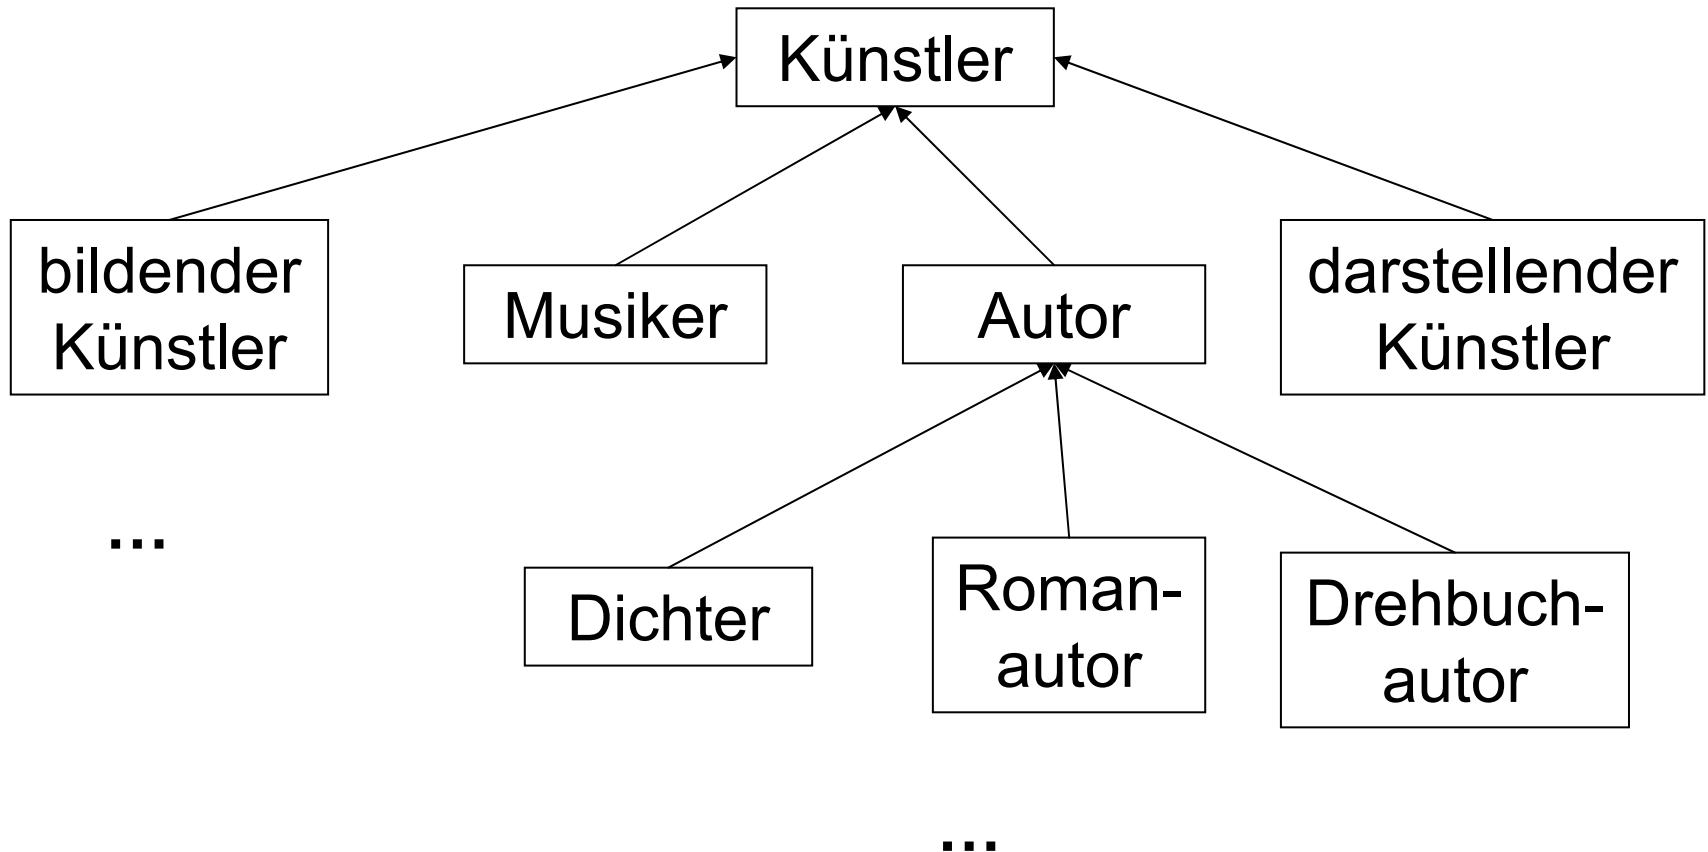 Künstler
bildender
Künstler
Musiker
Autor
darstellender
Künstler
...
Dichter
Roman-
autor
Drehbuch-
autor
...